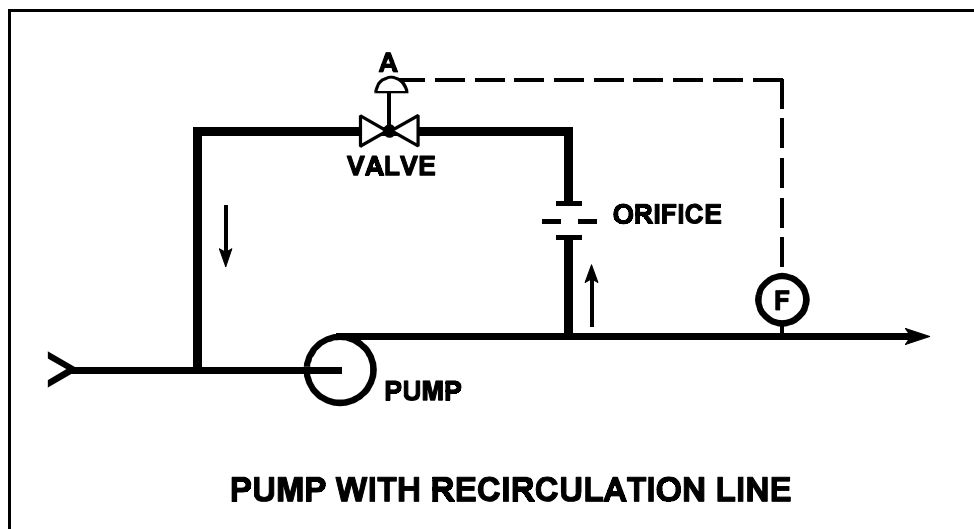 A
VALVE
ORIFICE
F
PUMP
PUMP WITH RECIRCULATION LINE